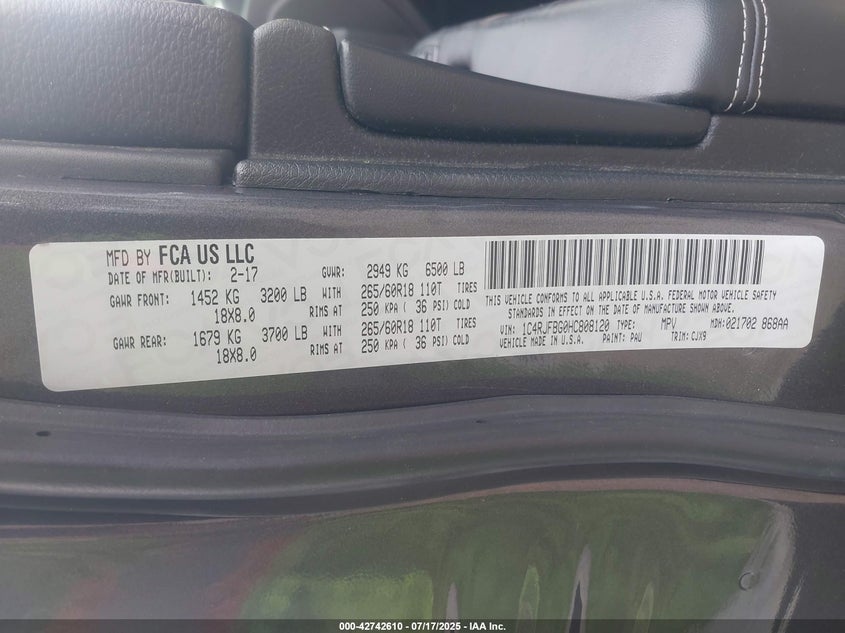 MFD BY FCA US LLC
DATE OF MFR(BUILT): 2-17 GVWR: 2949 KG 6500 LB
GAWR FRONT: 1452 KG 3200 LB WITH 265/60R18 110T TIRES
18X8.0 RIMS AT 250 KPA ( 36 PSI) COLD
GAWR REAR: 1679 KG 3700 LB WITH 265/60R18 110T TIRES
18X8.0 RIMS AT 250 KPA ( 36 PSI) COLD
THIS VEHICLE CONFORMS TO ALL APPLICABLE U.S.A. FEDERAL MOTOR VEHICLE SAFETY
STANDARDS IN EFFECT ON THE DATE OF MANUFACTURE SHOWN ABOVE.
VIN: 1C4RJFBG0HC808120 TYPE: MPV MDH:021702 868AA
VEHICLE MADE IN U.S.A. PAINT: PAU TRIM: CJX9
000-42742610 - 07/17/2025 - IAA Inc.